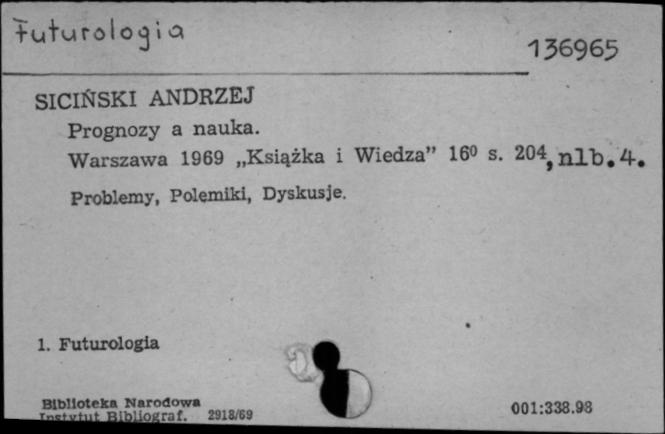 Futurologia
136965
SICIŃSKI ANDRZEJ
Prognozy a nauka.
Warszawa 1969 „Książka i Wiedza” 16⁰ s. 204, nlb. 4.
Problemy, Polemiki, Dyskusje.
1. Futurologia
Biblioteka Narodowa
Instytut Bibliograf. 2918/69
001:338.98